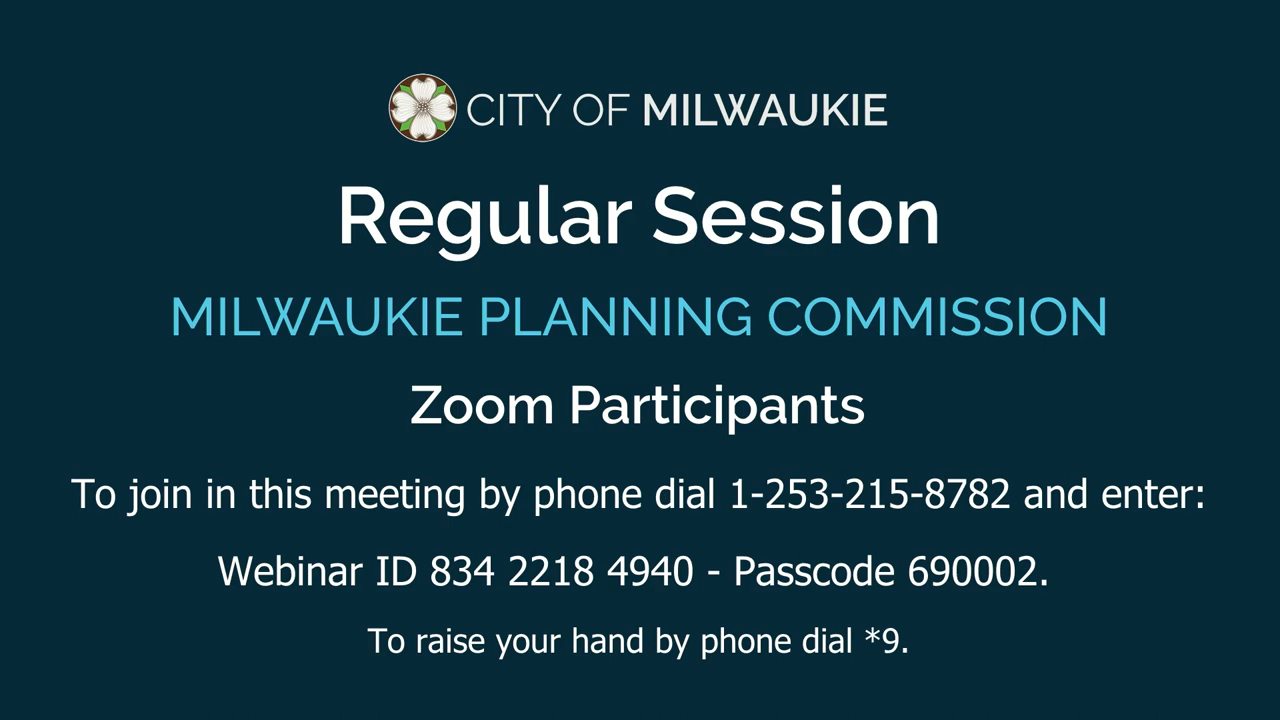 CITY OF MILWAUKIE
Regular Session
MILWAUKIE PLANNING COMMISSION
Zoom Participants
To join in this meeting by phone dial 1-253-215-8782 and enter:
Webinar ID 834 2218 4940 - Passcode 690002.
To raise your hand by phone dial *9.